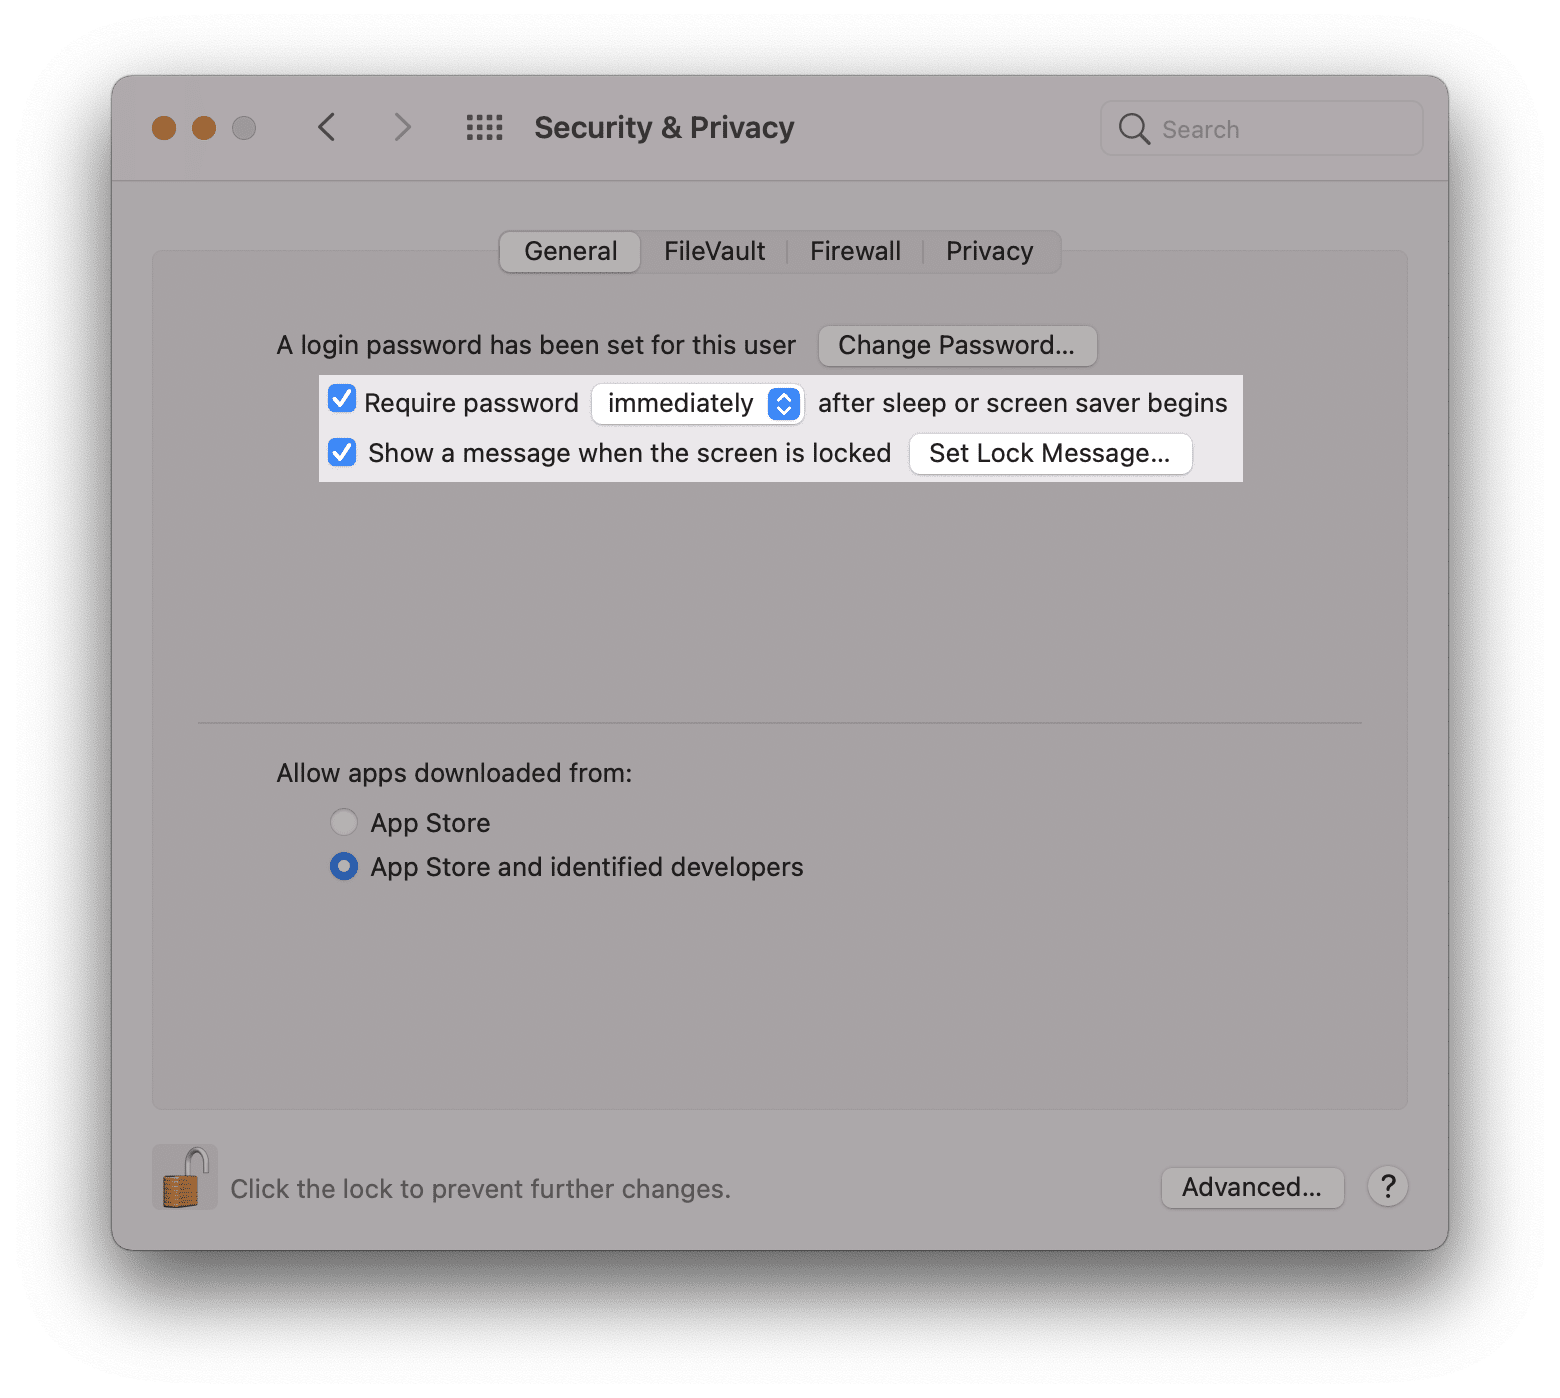 Security & Privacy
Search
General FileVault Firewall Privacy
A login password has been set for this user Change Password...
Require password immediately after sleep or screen saver begins
Show a message when the screen is locked Set Lock Message...
Allow apps downloaded from:
App Store
App Store and identified developers
Click the lock to prevent further changes.
Advanced... ?